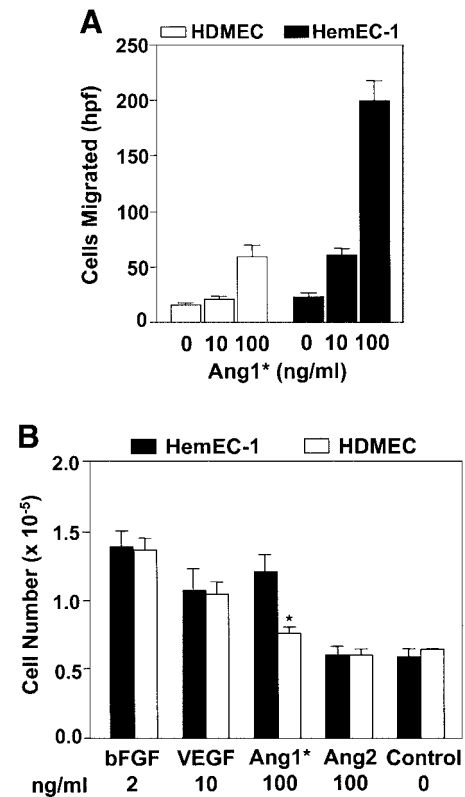 A
HDMEC HemEC-1
250
200
150
100
50
0
Cells Migrated (hpf)
0 10 100 0 10 100
Ang1* (ng/ml)
B
HemEC-1 HDMEC
2.0
1.5
1.0
0.5
0.0
Cell Number (x 10-5)
*
bFGF VEGF Ang1* Ang2 Control
ng/ml 2 10 100 100 0